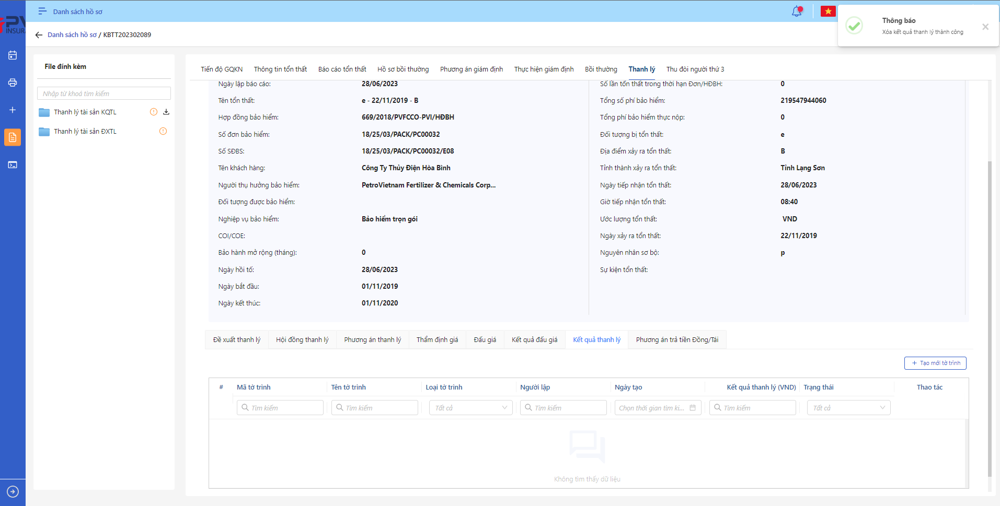 Danh sách hồ sơ
Thông báo
Xóa kết quả thanh lý thành công
PV
INSURA
Danh sách hồ sơ / KBTT202302089
File đính kèm
Nhập từ khoá tìm kiếm
Thanh lý tài sản KQTL
Thanh lý tài sản ĐXTL
Tiến độ GQKN Thông tin tổn thất Báo cáo tổn thất Hồ sơ bồi thường Phương án giám định Thực hiện giám định Bồi thường Thanh lý Thu đòi người thứ 3
Ngày lập báo cáo: 28/06/2023
Tên tổn thất: e - 22/11/2019 - B
Hợp đồng bảo hiểm: 669/2018/PVFCCO-PVI/HĐBH
Số đơn bảo hiểm: 18/25/03/PACK/PC00032
Số SĐBS: 18/25/03/PACK/PC00032/E08
Tên khách hàng: Công Ty Thủy Điện Hòa Bình
Người thụ hưởng bảo hiểm: PetroVietnam Fertilizer & Chemicals Corp...
Đối tượng được bảo hiểm:
Nghiệp vụ bảo hiểm: Bảo hiểm trọn gói
COI/COE:
Bảo hành mở rộng (tháng): 0
Ngày hồi tố: 28/06/2023
Ngày bắt đầu: 01/11/2019
Ngày kết thúc: 01/11/2020
Số lần tổn thất trong thời hạn Đơn/HĐBH: 0
Tổng số phí bảo hiểm: 219547944060
Tổng phí bảo hiểm thực nộp: 0
Đối tượng bị tổn thất: e
Địa điểm xảy ra tổn thất: B
Tỉnh thành xảy ra tổn thất: Tỉnh Lạng Sơn
Ngày tiếp nhận tổn thất: 28/06/2023
Giờ tiếp nhận tổn thất: 08:40
Ước lượng tổn thất: VND
Ngày xảy ra tổn thất: 22/11/2019
Nguyên nhân sơ bộ: p
Sự kiện tổn thất:
Đề xuất thanh lý Hội đồng thanh lý Phương án thanh lý Thẩm định giá Đấu giá Kết quả đấu giá Kết quả thanh lý Phương án trả tiền Đồng/Tái
+ Tạo mới tờ trình
# Mã tờ trình Tên tờ trình Loại tờ trình Người lập Ngày tạo Kết quả thanh lý (VND) Trạng thái Thao tác
Tìm kiếm Tìm kiếm Tất cả Tìm kiếm Chọn thời gian tìm ki... Tìm kiếm Tất cả
Không tìm thấy dữ liệu